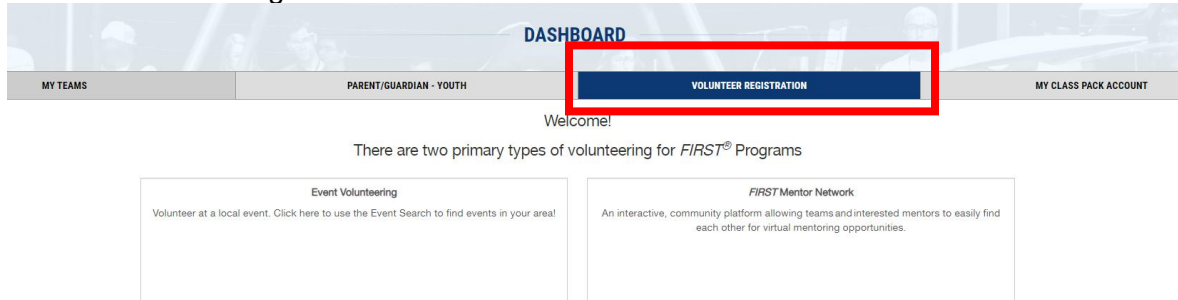 DASHBOARD
MY TEAMS PARENT/GUARDIAN - YOUTH VOLUNTEER REGISTRATION MY CLASS PACK ACCOUNT
Welcome!
There are two primary types of volunteering for FIRST® Programs
Event Volunteering
Volunteer at a local event. Click here to use the Event Search to find events in your area!
FIRST Mentor Network
An interactive, community platform allowing teams and interested mentors to easily find
each other for virtual mentoring opportunities.